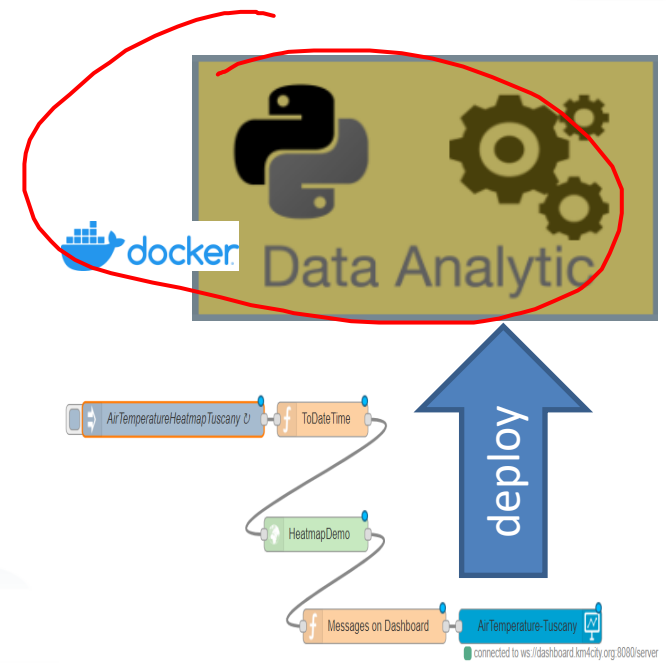 docker
Data Analytic
deploy
AirTemperatureHeatmapTuscany ↻
ToDateTime
HeatmapDemo
Messages on Dashboard
AirTemperature-Tuscany
connected to ws://dashboard.km4city.org:8080/server